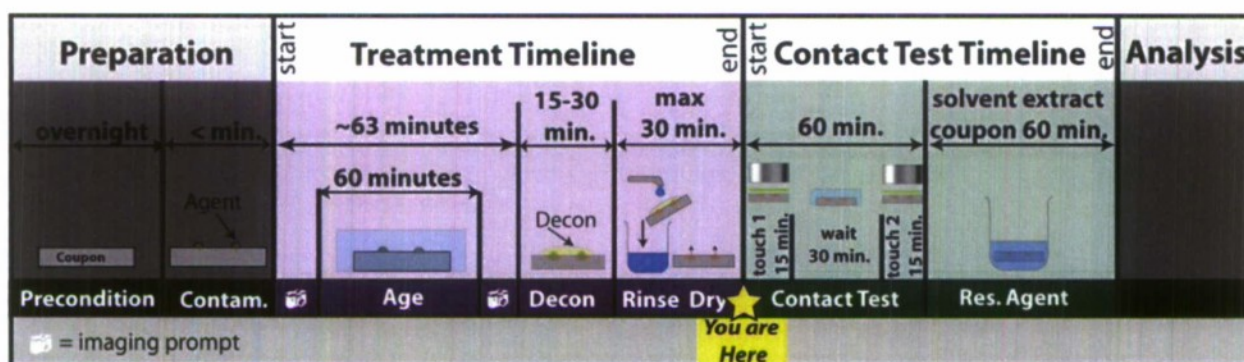 Preparation
start
Treatment Timeline
end
start
Contact Test Timeline
end
Analysis
overnight
< min.
~63 minutes
15-30
min.
max
30 min.
60 min.
solvent extract
coupon 60 min.
60 minutes
Agent
Decon
Coupon
touch 1
15 min.
wait
30 min.
touch 2
15 min.
Precondition
Contam.
Age
Decon
Rinse Dry
Contact Test
Res. Agent
= imaging prompt
You are
Here